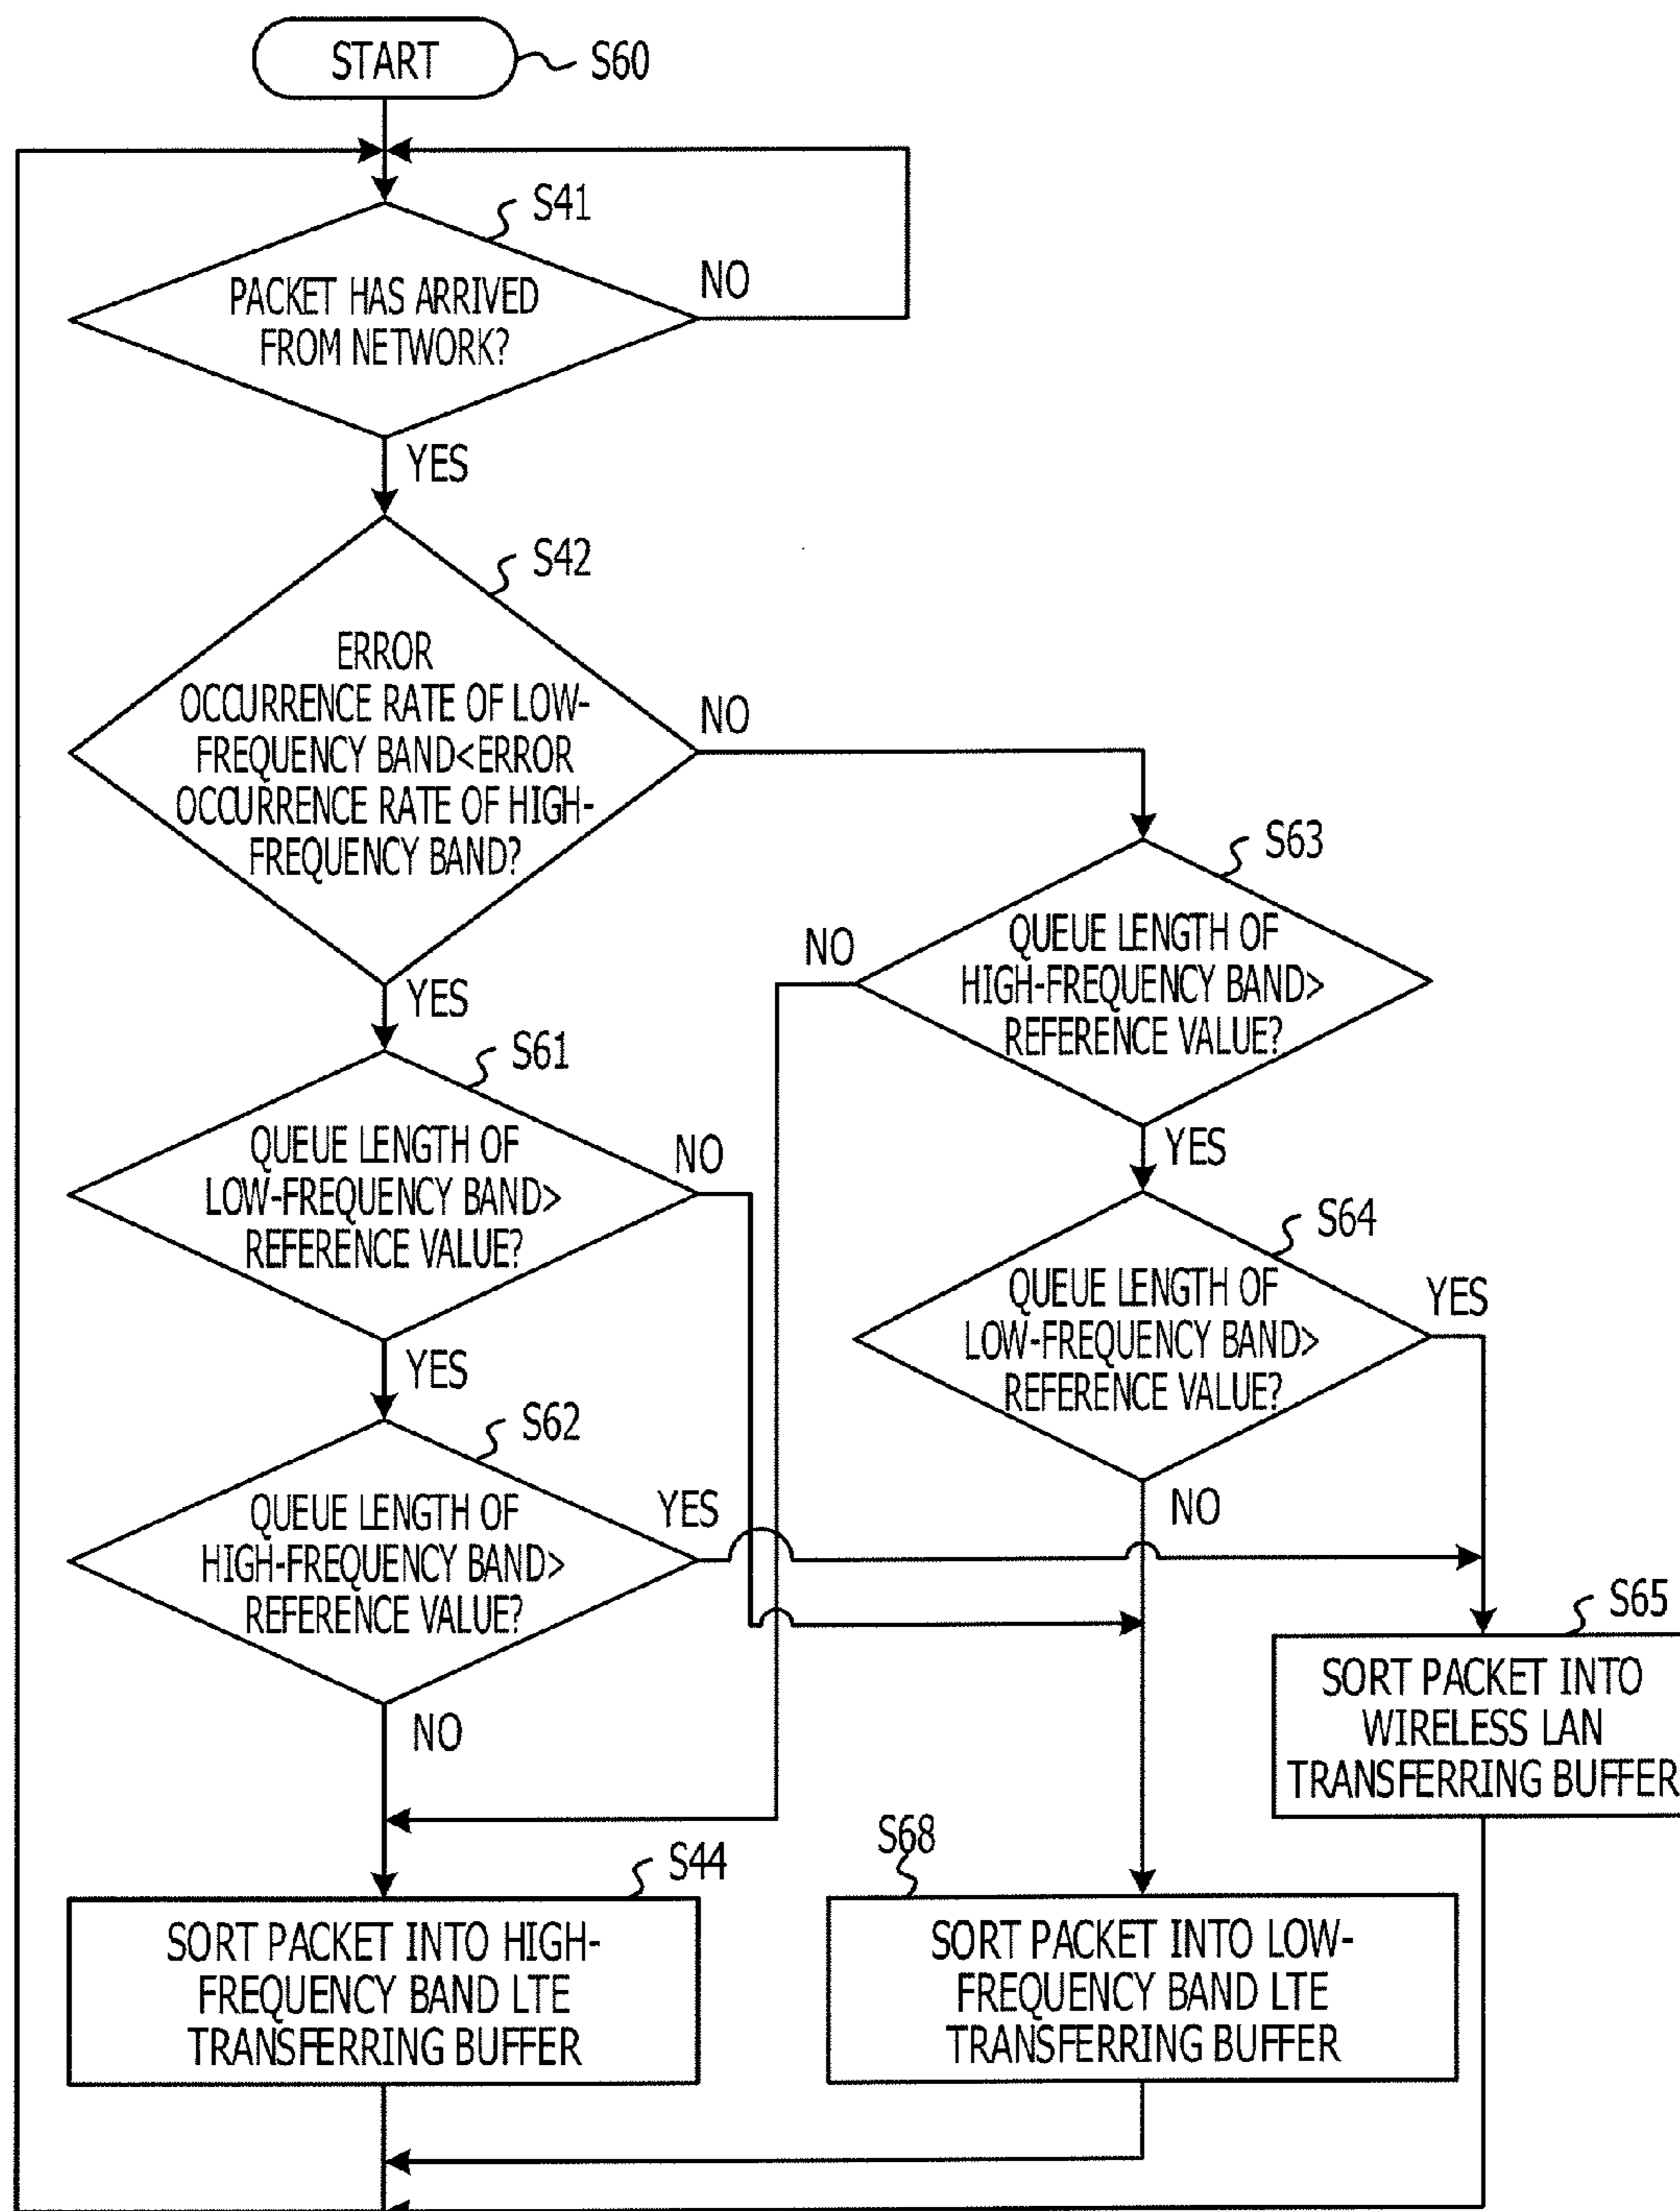 START
S60
S41
PACKET HAS ARRIVED
FROM NETWORK?
NO
YES
S42
ERROR
OCCURRENCE RATE OF LOW-
FREQUENCY BAND<ERROR
OCCURRENCE RATE OF HIGH-
FREQUENCY BAND?
NO
YES
S63
QUEUE LENGTH OF
HIGH-FREQUENCY BAND>
REFERENCE VALUE?
NO
YES
S61
QUEUE LENGTH OF
LOW-FREQUENCY BAND>
REFERENCE VALUE?
NO
YES
S64
QUEUE LENGTH OF
LOW-FREQUENCY BAND>
REFERENCE VALUE?
YES
NO
S62
QUEUE LENGTH OF
HIGH-FREQUENCY BAND>
REFERENCE VALUE?
YES
NO
S65
SORT PACKET INTO
WIRELESS LAN
TRANSFERRING BUFFER
S44
SORT PACKET INTO HIGH-
FREQUENCY BAND LTE
TRANSFERRING BUFFER
S68
SORT PACKET INTO LOW-
FREQUENCY BAND LTE
TRANSFERRING BUFFER